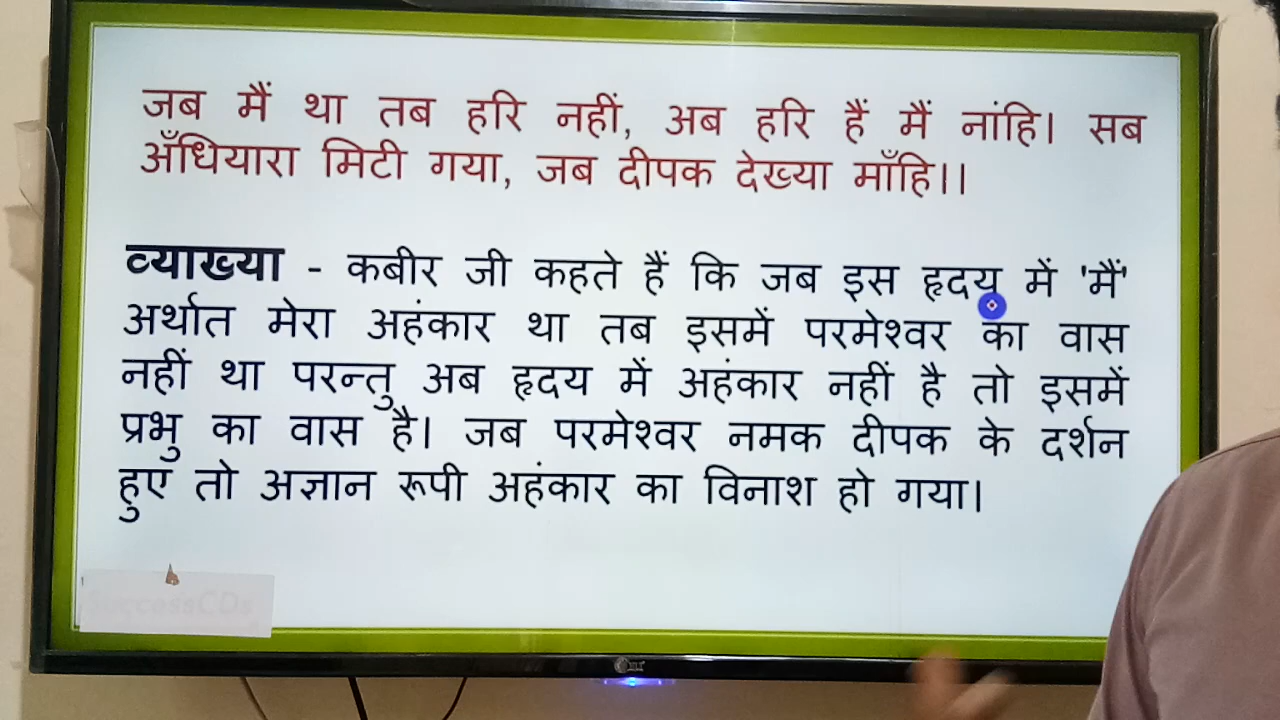 जब मैं था तब हरि नहीं, अब हरि हैं मैं नांहि। सब
अँधियारा मिटी गया, जब दीपक देख्या माँहि।।
व्याख्या - कबीर जी कहते हैं कि जब इस हृदय में 'मैं'
अर्थात मेरा अहंकार था तब इसमें परमेश्वर का वास
नहीं था परन्तु अब हृदय में अहंकार नहीं है तो इसमें
प्रभु का वास है। जब परमेश्वर नमक दीपक के दर्शन
हुए तो अज्ञान रूपी अहंकार का विनाश हो गया।
SuccessCDs